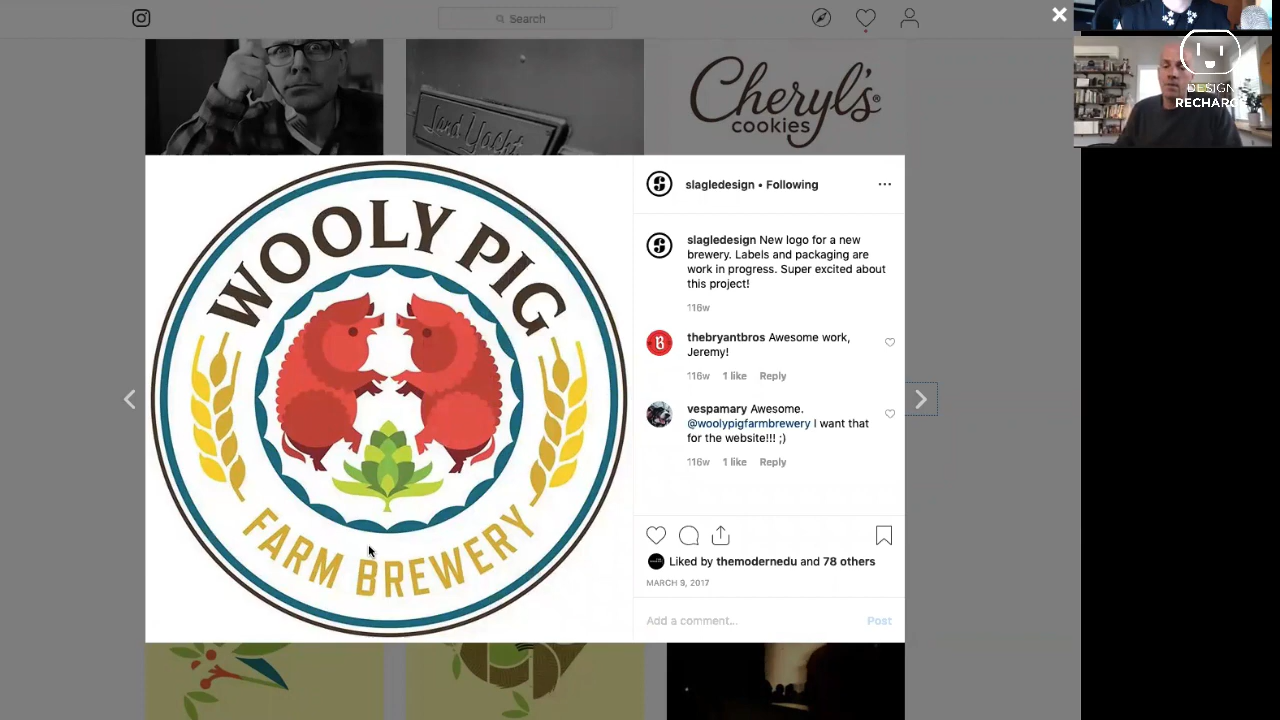 Search
DESIGN
RECHARGE
Land Yacht
Cheryl's®
cookies
WOOLY PIG
FARM BREWERY
slagledesign • Following
slagledesign New logo for a new
brewery. Labels and packaging are
work in progress. Super excited about
this project!
116w
thebryantbros Awesome work,
Jeremy!
116w 1 like Reply
vespamary Awesome.
@woolypigfarmbrewery I want that
for the website!!! ;)
116w 1 like Reply
Liked by themodernedu and 78 others
MARCH 9, 2017
Add a comment... Post